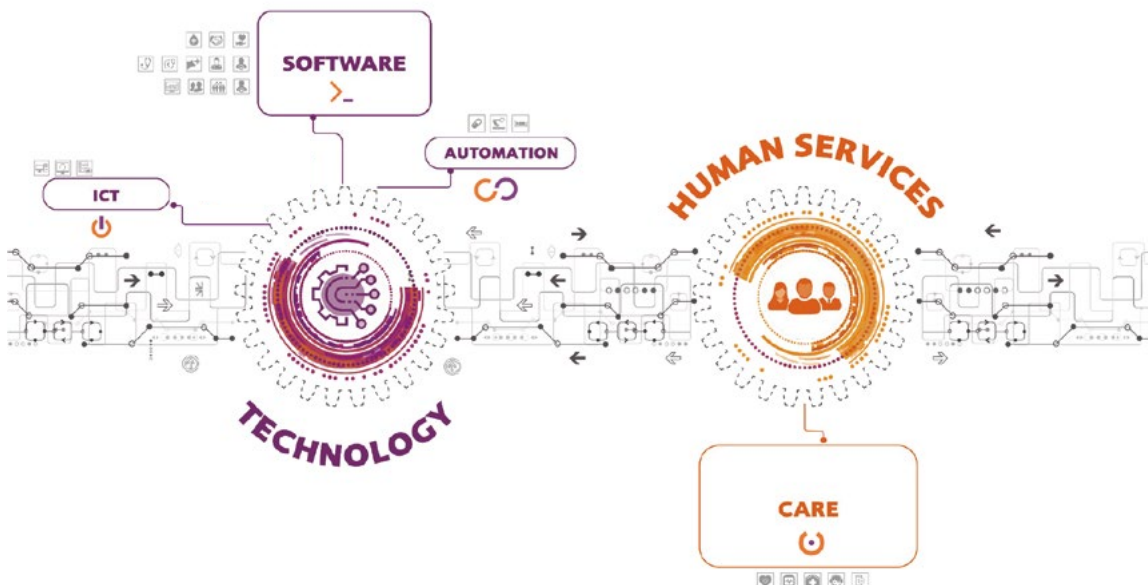 SOFTWARE
>_
AUTOMATION
ICT
HUMAN SERVICES
TECHNOLOGY
CARE